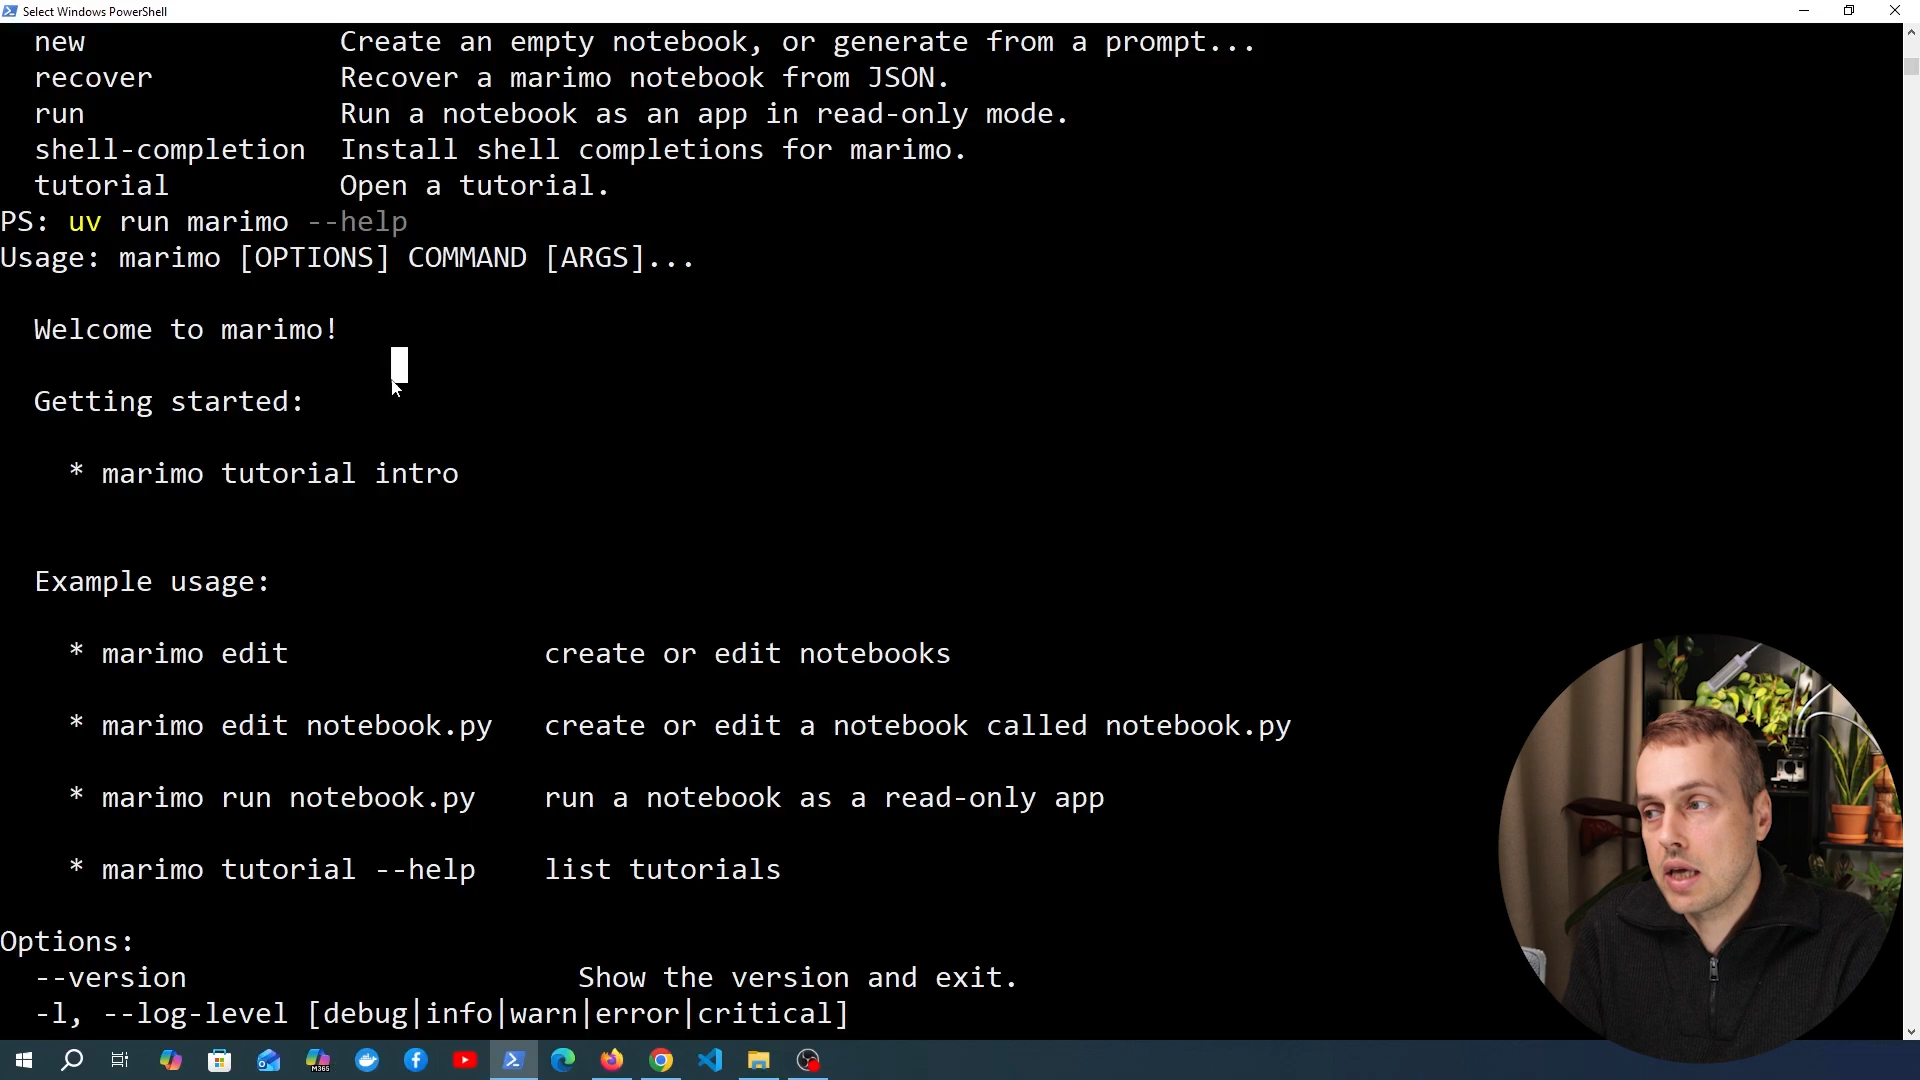 Select Windows PowerShell
new Create an empty notebook, or generate from a prompt...
recover Recover a marimo notebook from JSON.
run Run a notebook as an app in read-only mode.
shell-completion Install shell completions for marimo.
tutorial Open a tutorial.
PS: uv run marimo --help
Usage: marimo [OPTIONS] COMMAND [ARGS]...
Welcome to marimo!
Getting started:
* marimo tutorial intro
Example usage:
* marimo edit create or edit notebooks
* marimo edit notebook.py create or edit a notebook called notebook.py
* marimo run notebook.py run a notebook as a read-only app
* marimo tutorial --help list tutorials
Options:
--version Show the version and exit.
-l, --log-level [debug|info|warn|error|critical]
M365